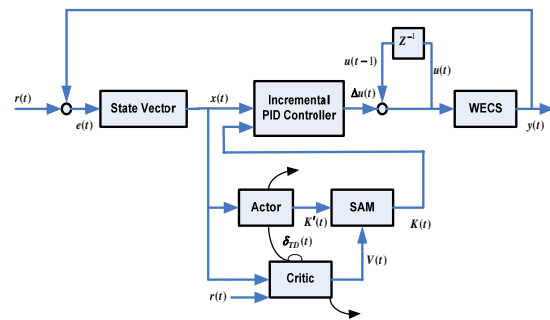 Z⁻¹
u(t−1)
u(t)
r(t)
x(t)
Δu(t)
e(t)
State Vector
Incremental
PID Controller
WECS
y(t)
Actor
SAM
K'(t)
K(t)
δ_TD(t)
V(t)
Critic
r(t)